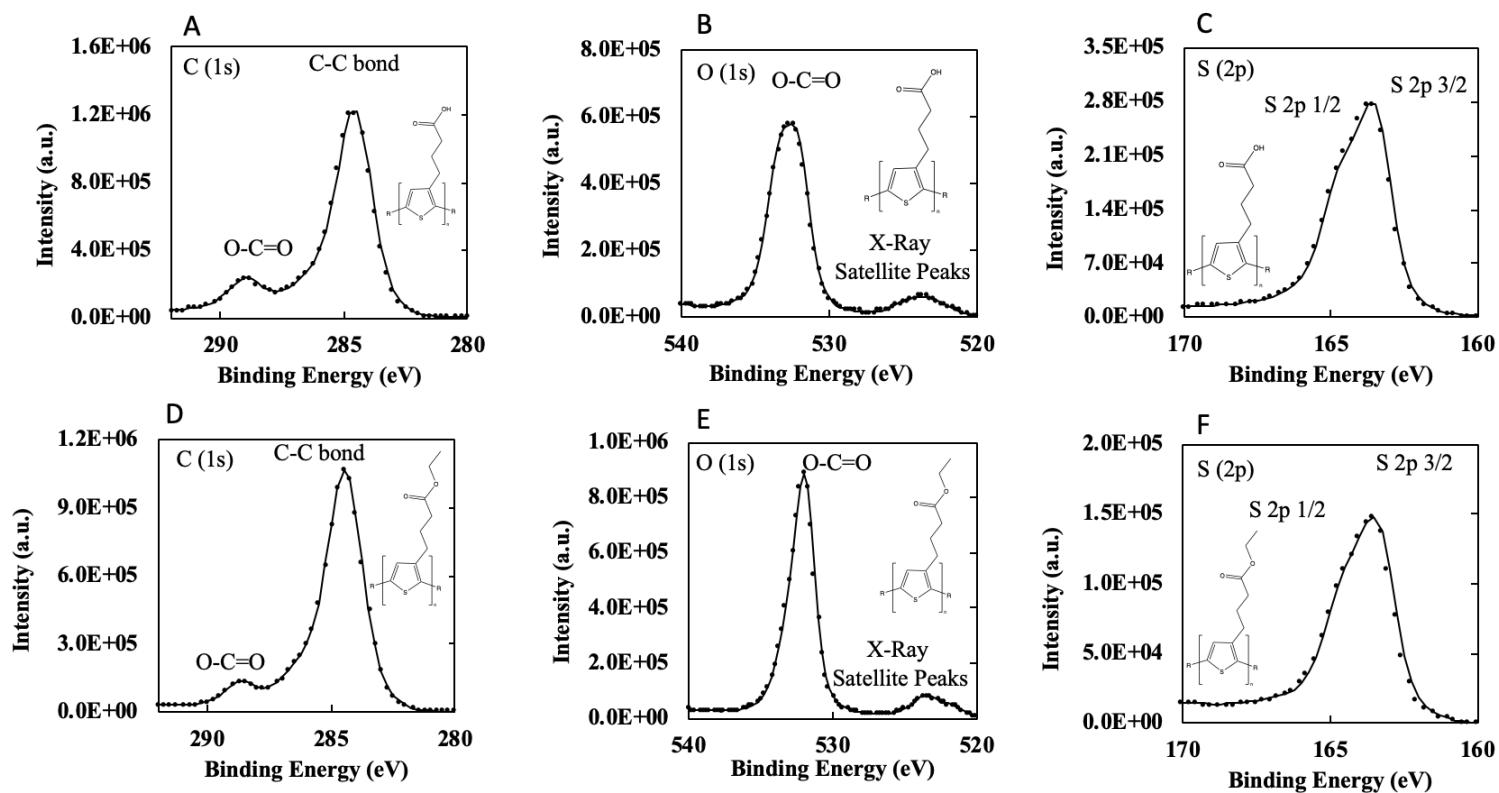 A
C (1s)
C-C bond
O-C=O
OH
O
S
R
R
n
1.6E+06
1.2E+06
8.0E+05
4.0E+05
0.0E+00
290
285
280
Intensity (a.u.)
Binding Energy (eV)
B
O (1s)
O-C=O
OH
O
S
R
R
n
X-Ray
Satellite Peaks
8.0E+05
6.0E+05
4.0E+05
2.0E+05
0.0E+00
540
530
520
Intensity (a.u.)
Binding Energy (eV)
C
S (2p)
S 2p 3/2
S 2p 1/2
OH
O
S
R
R
n
3.5E+05
2.8E+05
2.1E+05
1.4E+05
7.0E+04
0.0E+00
170
165
160
Intensity (a.u.)
Binding Energy (eV)
D
C (1s)
C-C bond
O-C=O
O
O
S
R
R
n
1.2E+06
9.0E+05
6.0E+05
3.0E+05
0.0E+00
290
285
280
Intensity (a.u.)
Binding Energy (eV)
E
O (1s)
O-C=O
O
O
S
R
R
n
X-Ray
Satellite Peaks
1.0E+06
8.0E+05
6.0E+05
4.0E+05
2.0E+05
0.0E+00
540
530
520
Intensity (a.u.)
Binding Energy (eV)
F
S (2p)
S 2p 3/2
S 2p 1/2
O
O
S
R
R
n
2.0E+05
1.5E+05
1.0E+05
5.0E+04
0.0E+00
170
165
160
Intensity (a.u.)
Binding Energy (eV)